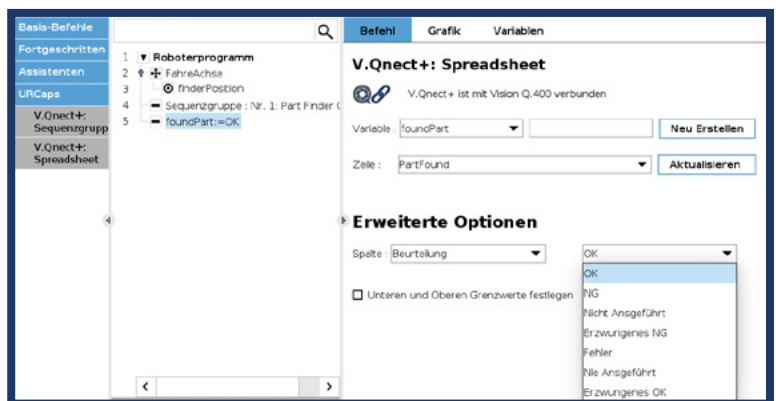 Basis-Befehle
Fortgeschritten
Assistenten
URCaps
V.Qnect+:
Sequenzgrupp
V.Qnect+:
Spreadsheet
1 Roboterprogramm
2 FahreAchse
3 finderPosition
4 Sequenzgruppe : Nr. 1: Part Finder
5 foundPart:=OK
Befehl Grafik Variablen
V.Qnect+: Spreadsheet
V.Qnect+ ist mit Vision Q.400 verbunden
Variable : foundPart Neu Erstellen
Zeile : PartFound Aktualisieren
Erweiterte Optionen
Spalte : Beurteilung OK
OK
Unteren und Oberen Grenzwerte festlegen NG
Nicht Ansgeführt
Erzwungenes NG
Fehler
Nie Ansgeführt
Erzwungenes OK